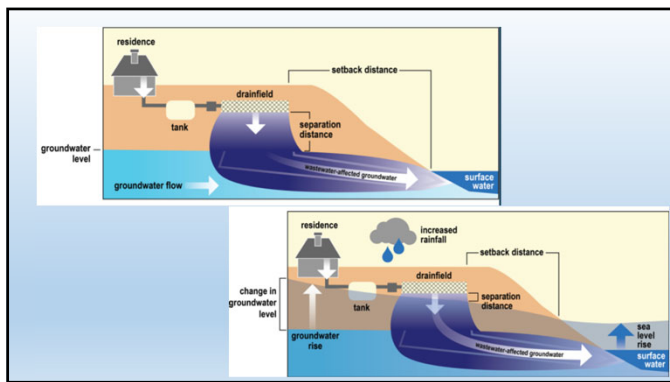 residence
setback distance
drainfield
tank
separation
distance
groundwater
level
groundwater flow
wastewater-affected groundwater
surface
water
residence
increased
rainfall
setback distance
drainfield
change in
groundwater
level
tank
separation
distance
groundwater
rise
wastewater-affected groundwater
sea
level
rise
surface
water